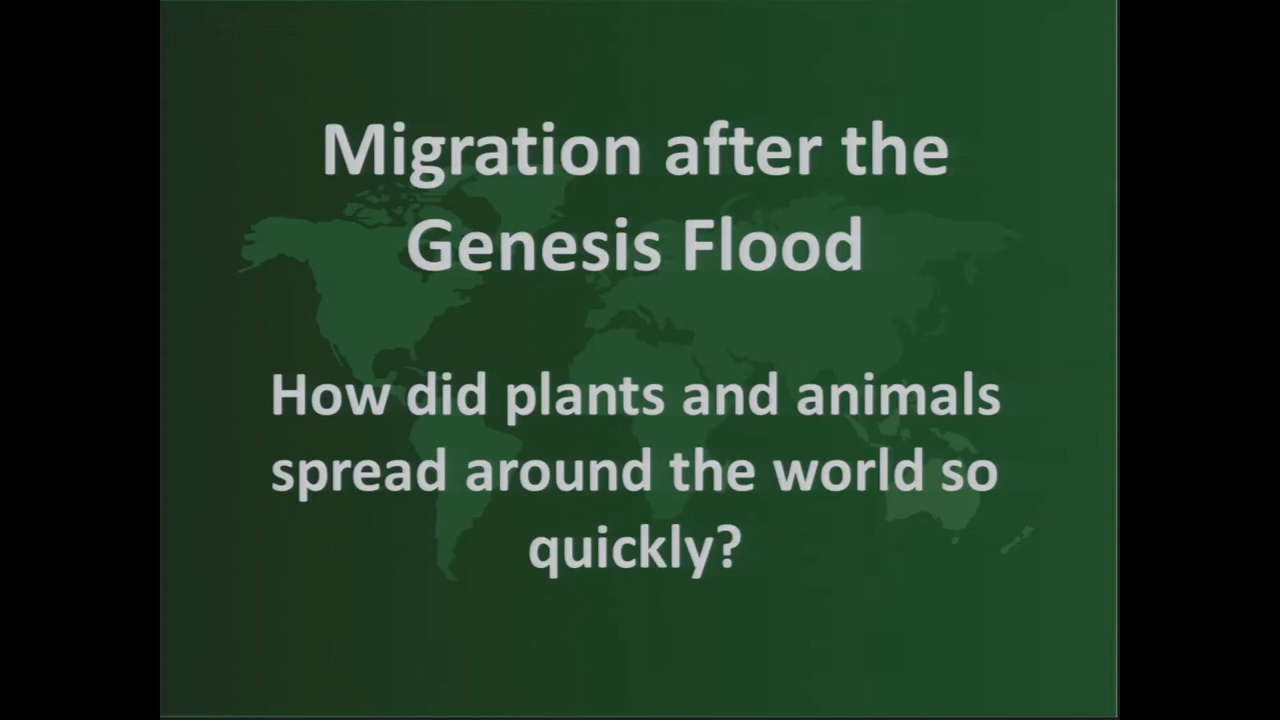 Migration after the
Genesis Flood
How did plants and animals
spread around the world so
quickly?